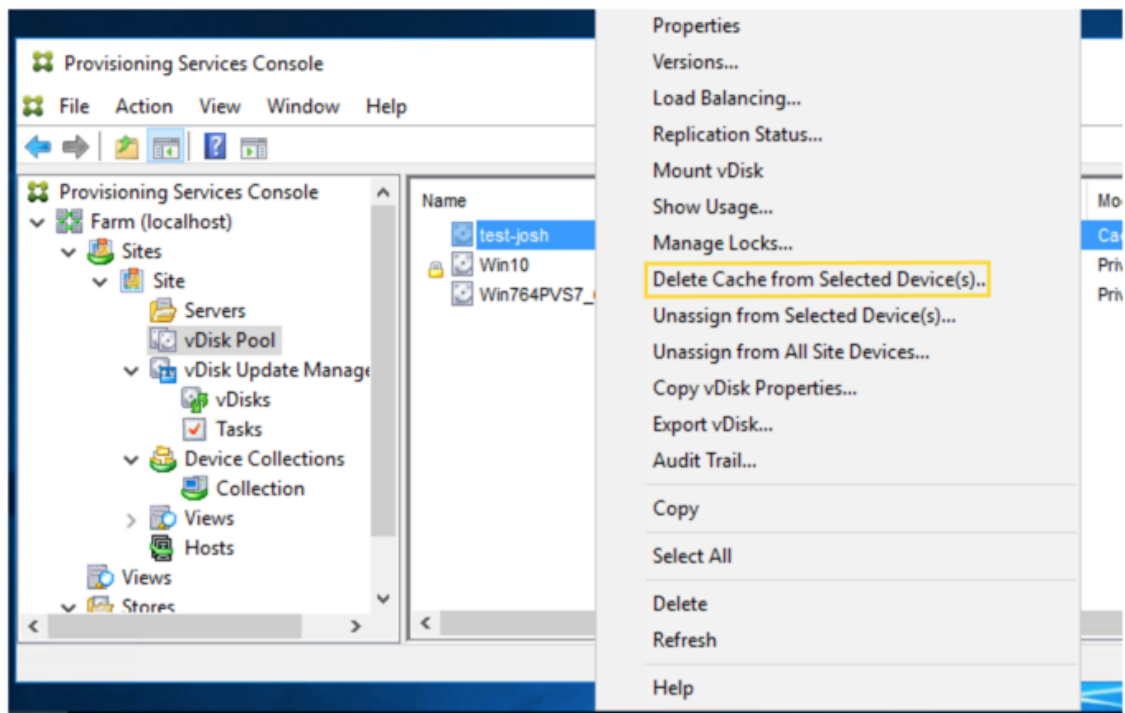 Provisioning Services Console
File Action View Window Help
Provisioning Services Console
Farm (localhost)
Sites
Site
Servers
vDisk Pool
vDisk Update Manage
vDisks
Tasks
Device Collections
Collection
Views
Hosts
Views
Stores
Name
test-josh
Win10
Win764PVS7_
Properties
Versions...
Load Balancing...
Replication Status...
Mount vDisk
Show Usage...
Manage Locks...
Delete Cache from Selected Device(s)..
Unassign from Selected Device(s)...
Unassign from All Site Devices...
Copy vDisk Properties...
Export vDisk...
Audit Trail...
Copy
Select All
Delete
Refresh
Help
Mo
Ca
Priv
Priv